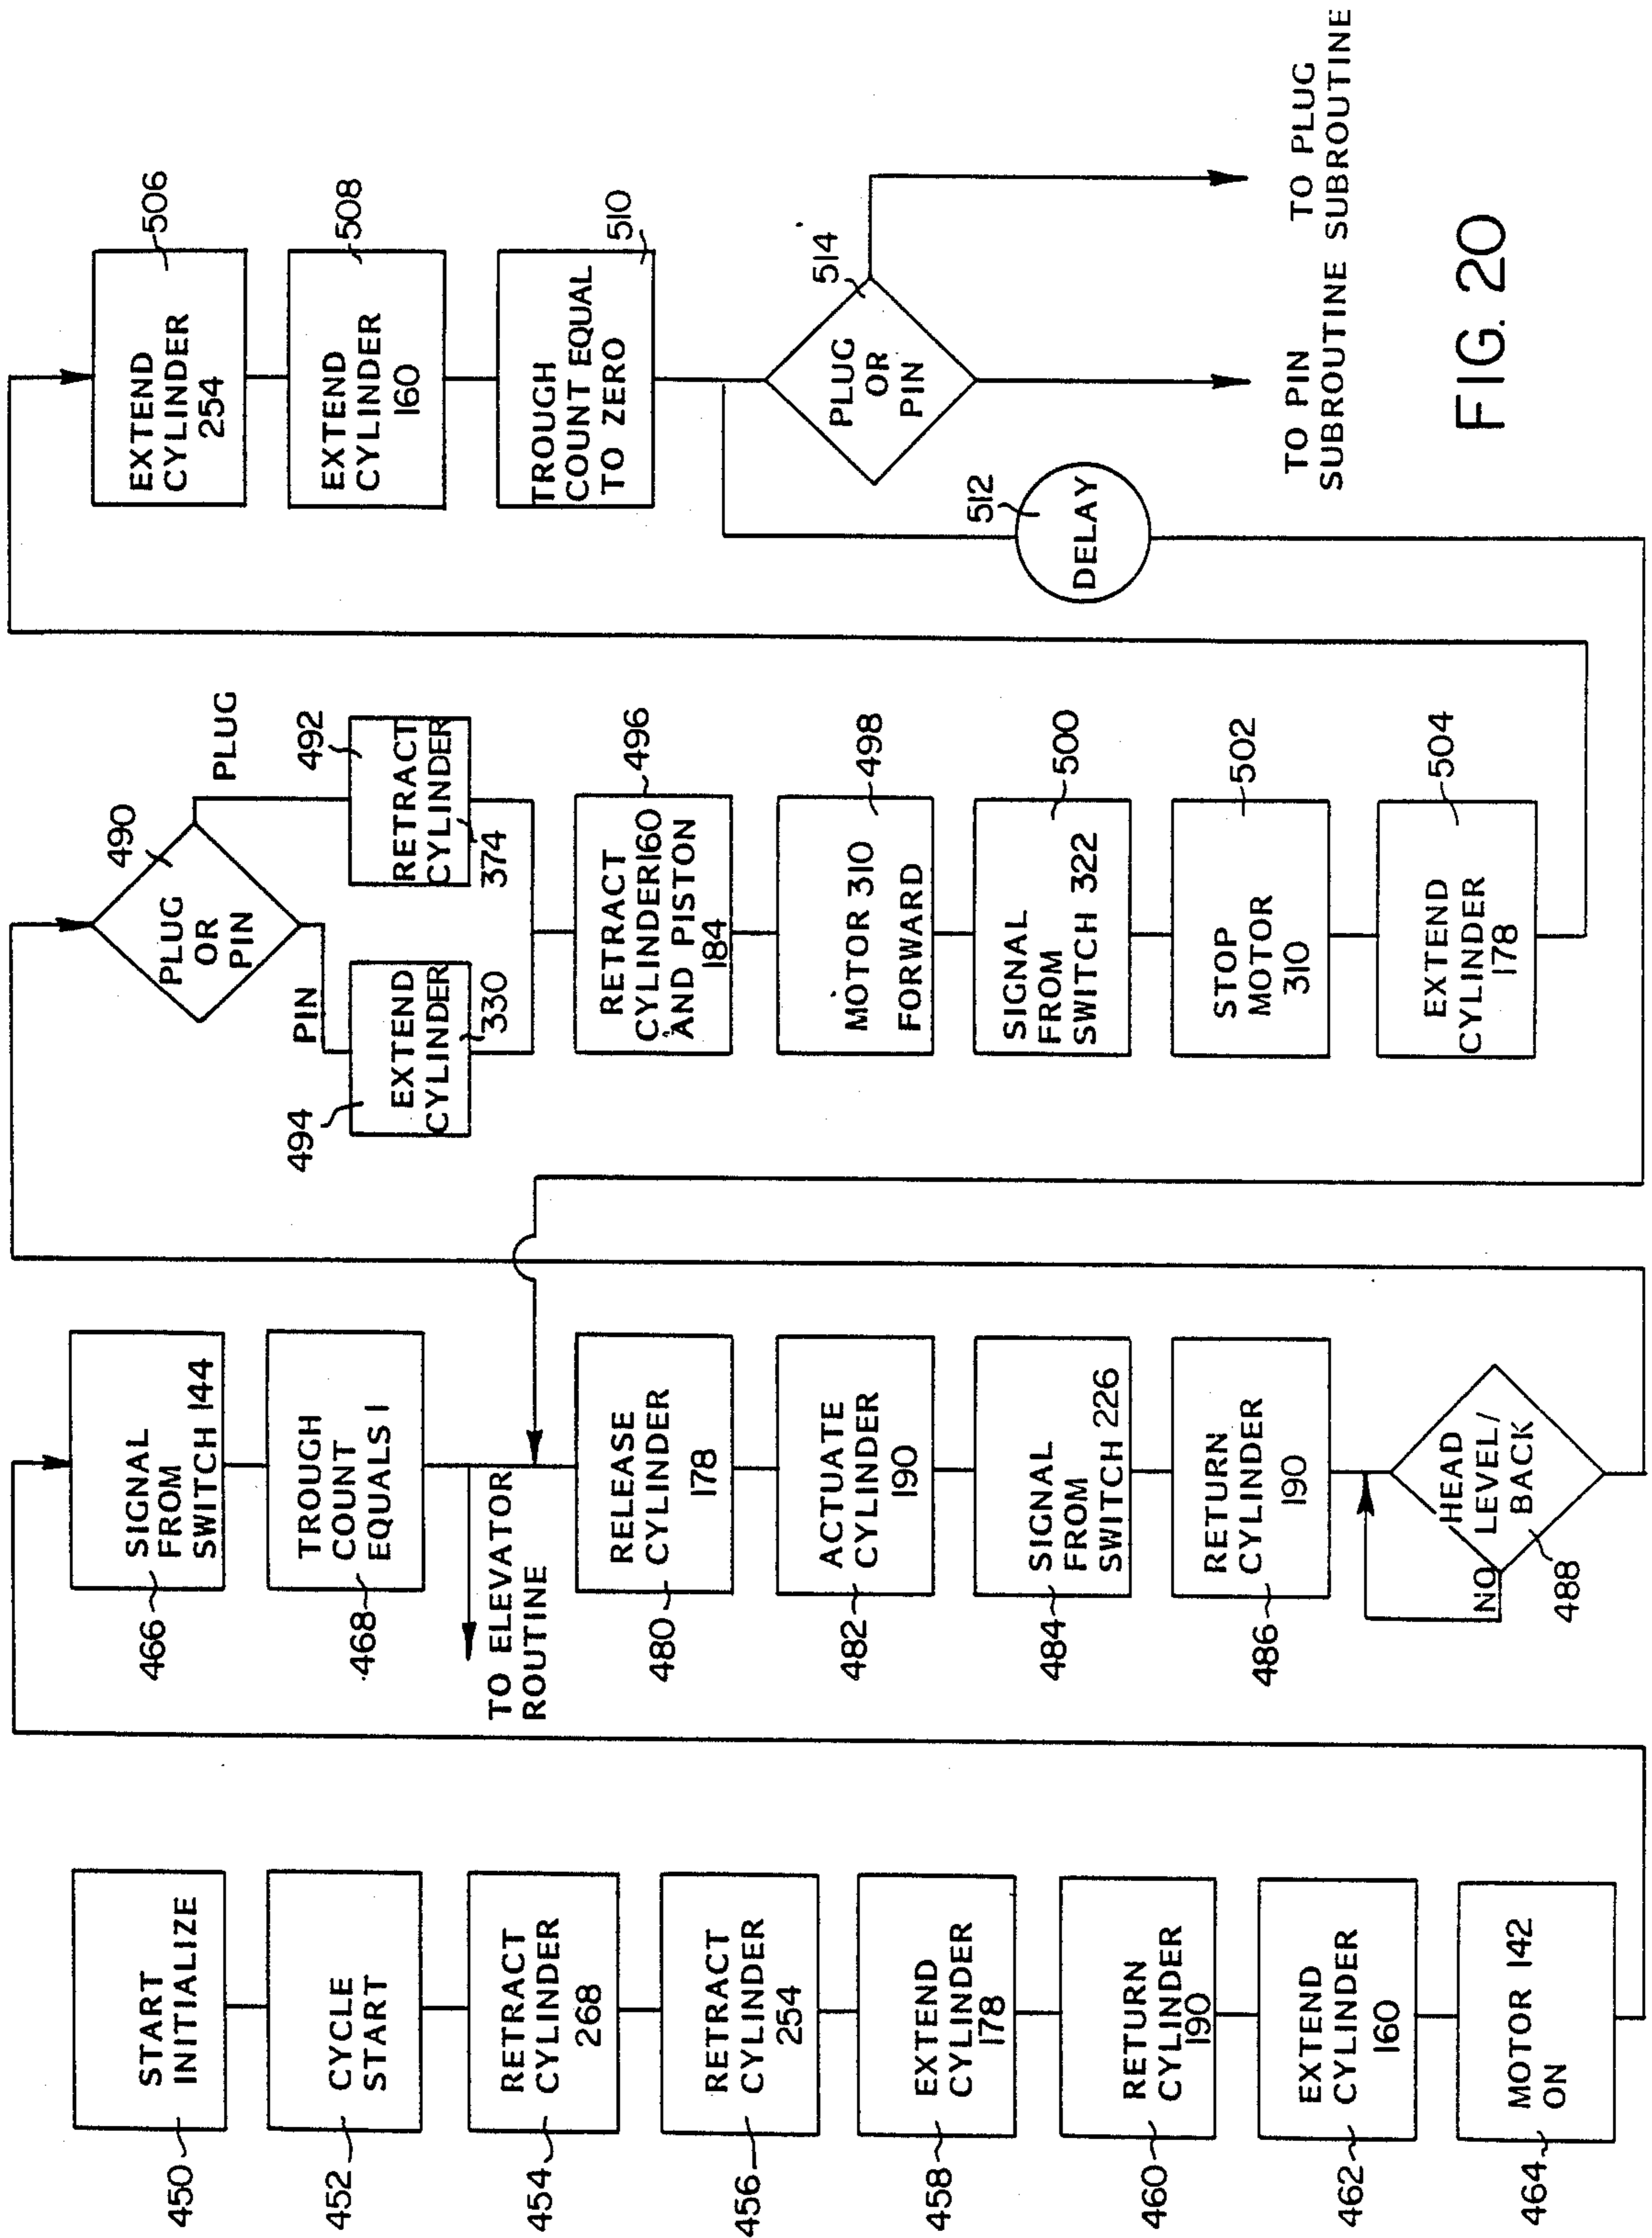 450
START
INITIALIZE
452
CYCLE
START
454
RETRACT
CYLINDER
268
456
RETRACT
CYLINDER
254
458
EXTEND
CYLINDER
178
460
RETURN
CYLINDER
190
462
EXTEND
CYLINDER
160
464
MOTOR 142
ON
466
SIGNAL
FROM
SWITCH 144
468
TROUGH
COUNT
EQUALS 1
TO ELEVATOR
ROUTINE
480
RELEASE
CYLINDER
178
482
ACTUATE
CYLINDER
190
484
SIGNAL
FROM
SWITCH 226
486
RETURN
CYLINDER
190
NO
HEAD
LEVEL/
BACK
488
490
PLUG
OR
PIN
PLUG
PIN
492
RETRACT
CYLINDER
374
494
EXTEND
CYLINDER
330
RETRACT
CYLINDER160
AND PISTON
184
496
MOTOR 310
FORWARD
498
SIGNAL
FROM
SWITCH 322
500
STOP
MOTOR
310
502
EXTEND
CYLINDER
178
504
EXTEND
CYLINDER
254
506
EXTEND
CYLINDER
160
508
TROUGH
COUNT EQUAL
TO ZERO
510
512
DELAY
514
PLUG
OR
PIN
TO PIN
SUBROUTINE
TO PLUG
SUBROUTINE
FIG. 20